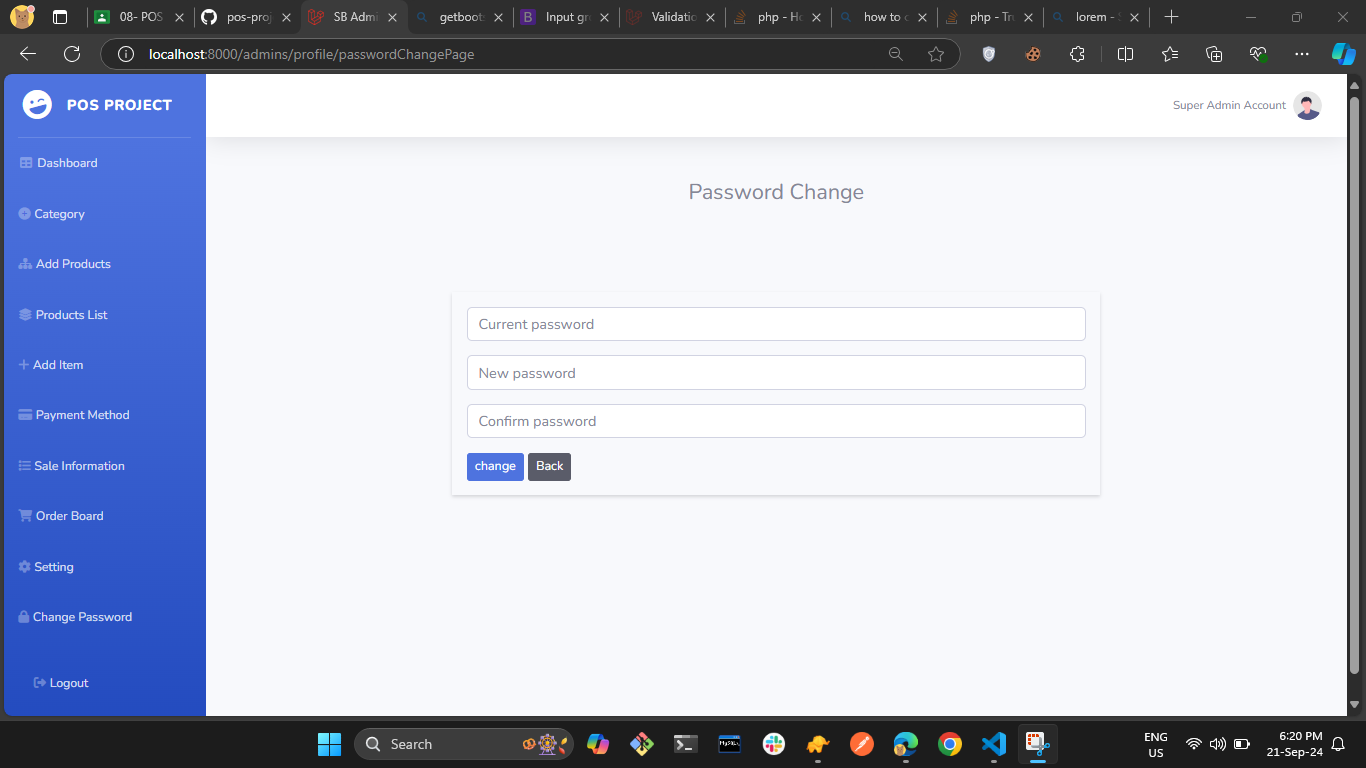 08- POS
pos-proj
SB Admi
getboots
Input gr
Validatio
php - Ho
how to c
php - Tru
lorem - S
localhost:8000/admins/profile/passwordChangePage
POS PROJECT
Super Admin Account
Dashboard
Category
Add Products
Products List
Add Item
Payment Method
Sale Information
Order Board
Setting
Change Password
Logout
Password Change
Current password
New password
Confirm password
change
Back
Search
ENG
US
6:20 PM
21-Sep-24